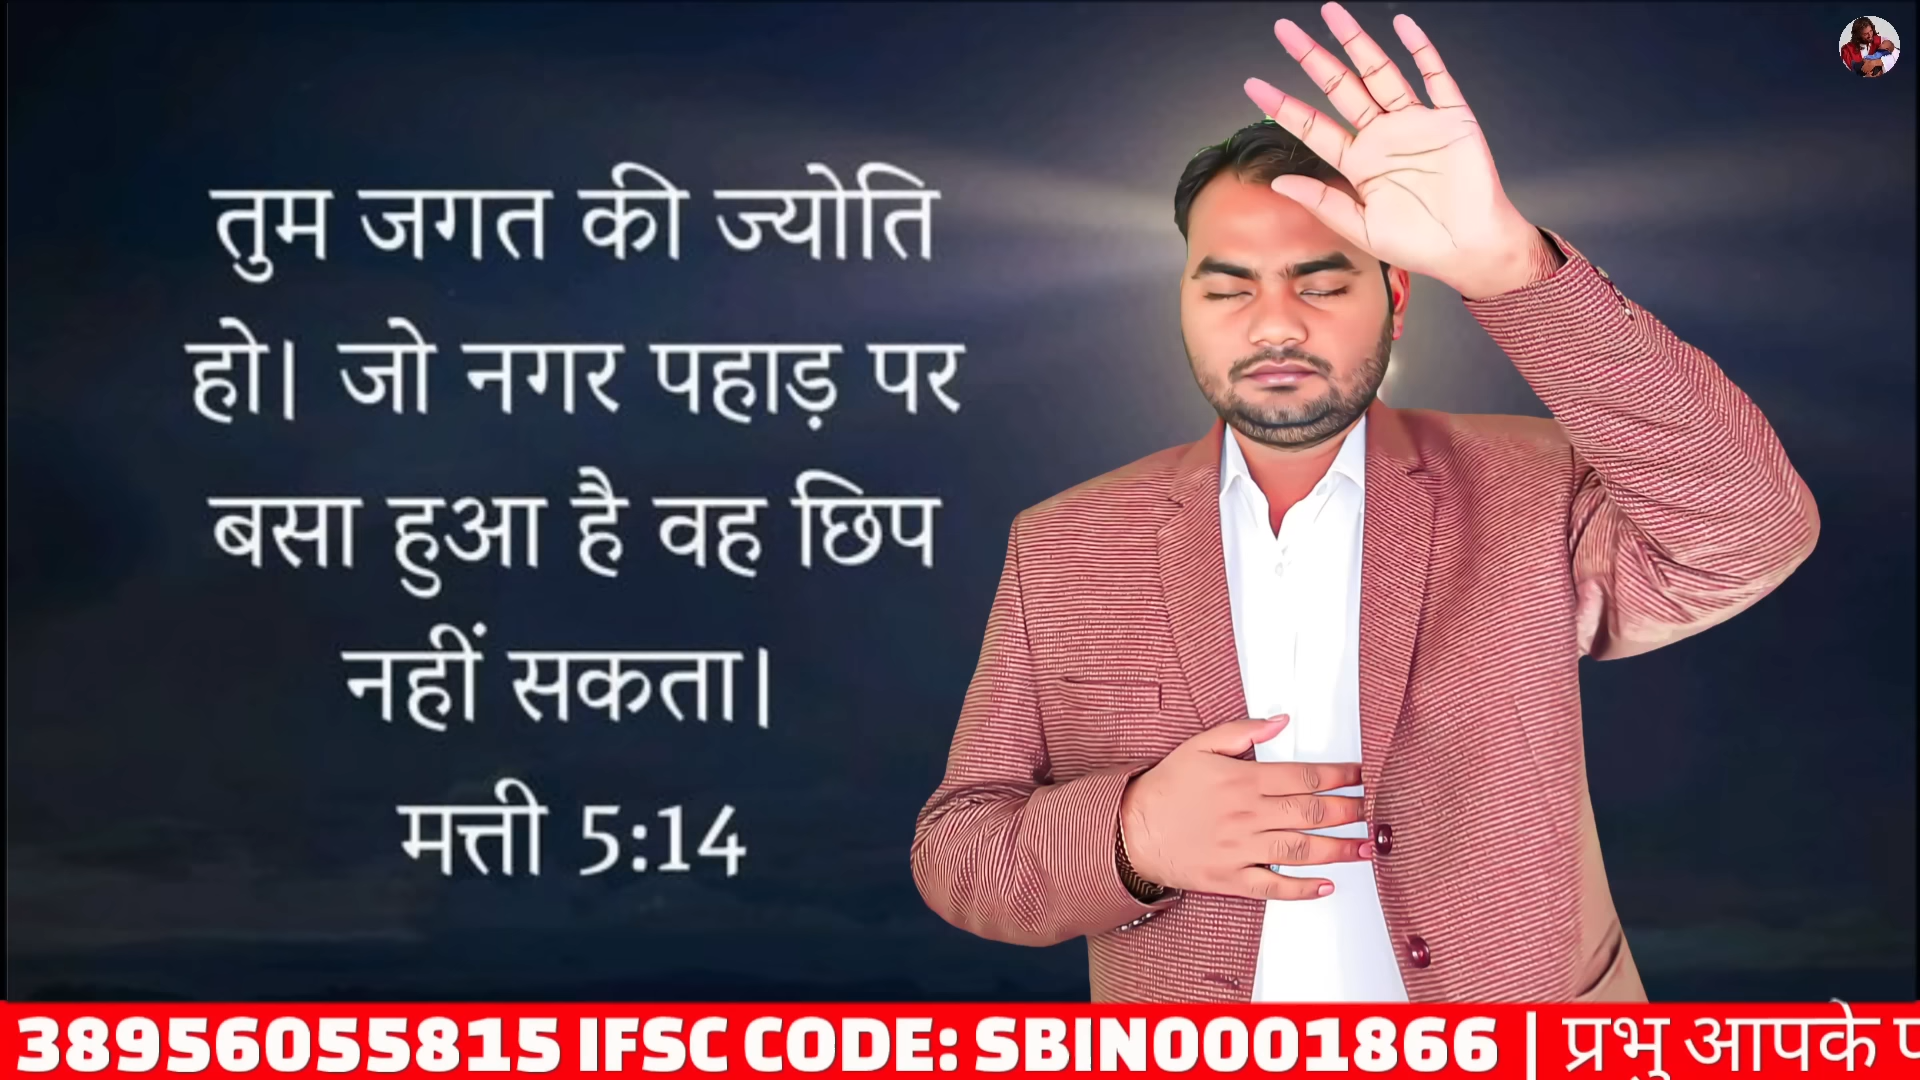 तुम जगत की ज्योति
हो। जो नगर पहाड़ पर
बसा हुआ है वह छिप
नहीं सकता।
मत्ती 5:14
38956055815 IFSC CODE: SBIN0001866 | प्रभु आपके